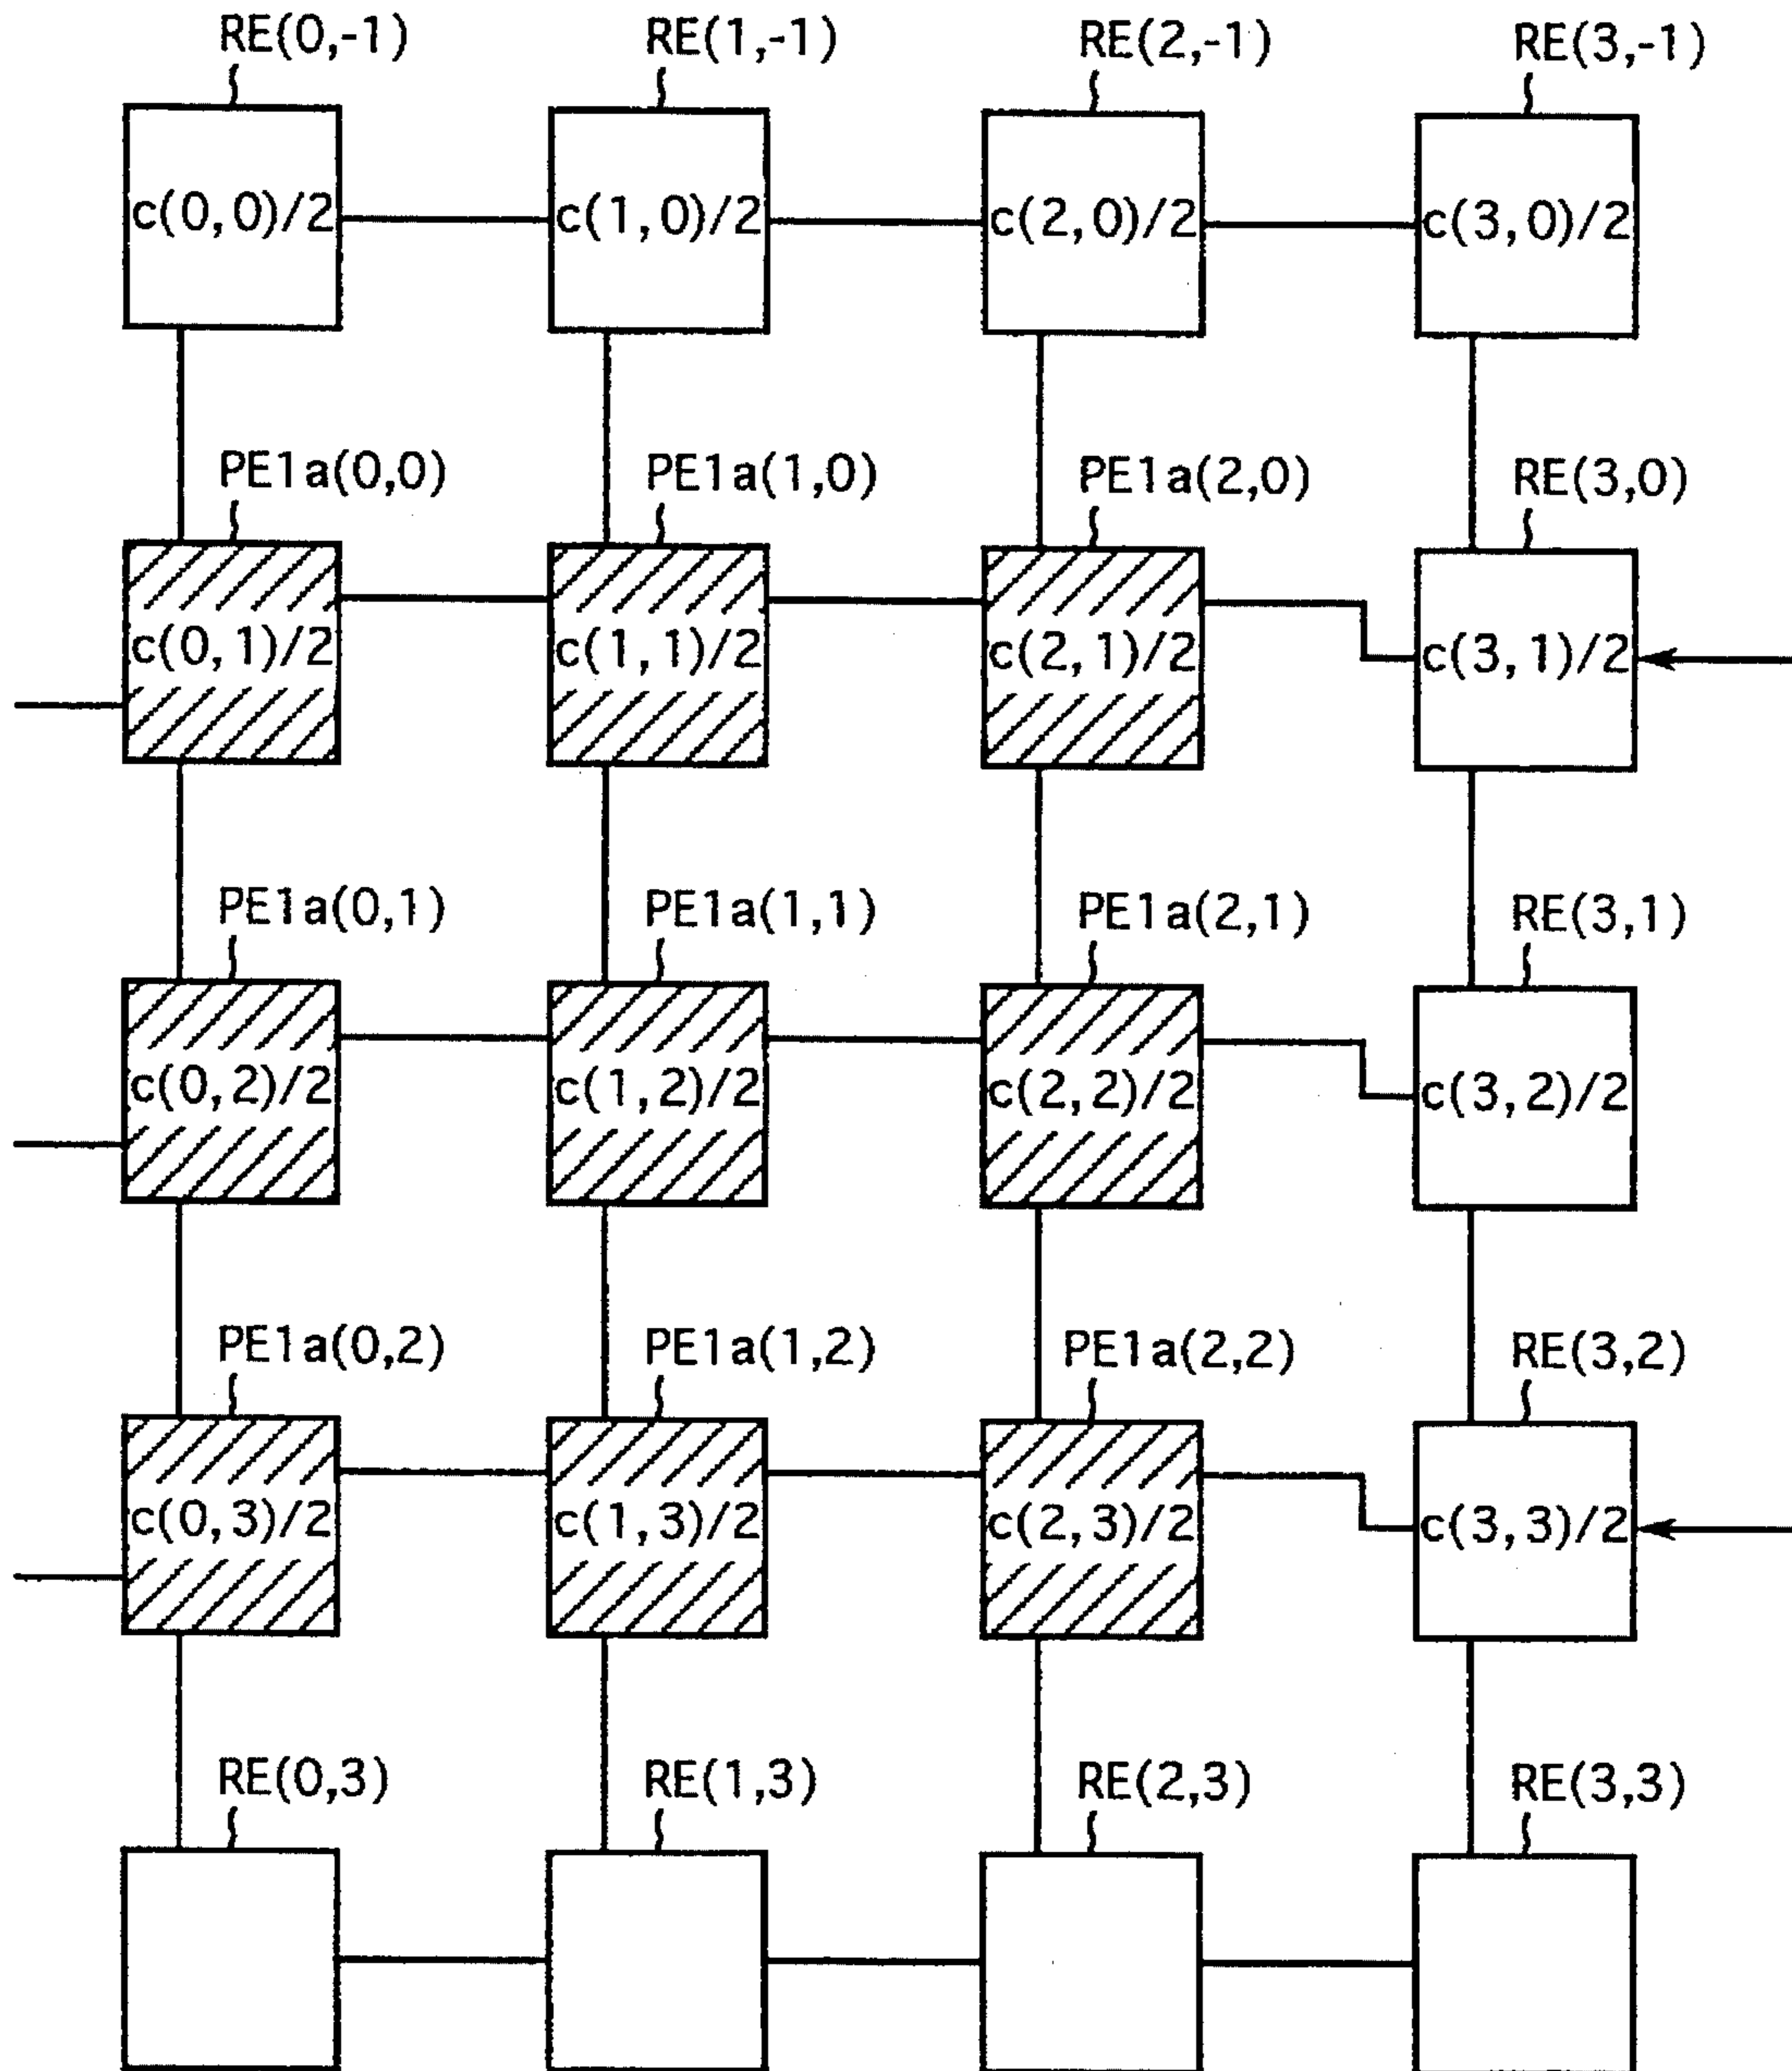 RE(0,-1) RE(1,-1) RE(2,-1) RE(3,-1)
c(0,0)/2 c(1,0)/2 c(2,0)/2 c(3,0)/2
PE1a(0,0) PE1a(1,0) PE1a(2,0) RE(3,0)
c(0,1)/2 c(1,1)/2 c(2,1)/2 c(3,1)/2
PE1a(0,1) PE1a(1,1) PE1a(2,1) RE(3,1)
c(0,2)/2 c(1,2)/2 c(2,2)/2 c(3,2)/2
PE1a(0,2) PE1a(1,2) PE1a(2,2) RE(3,2)
c(0,3)/2 c(1,3)/2 c(2,3)/2 c(3,3)/2
RE(0,3) RE(1,3) RE(2,3) RE(3,3)